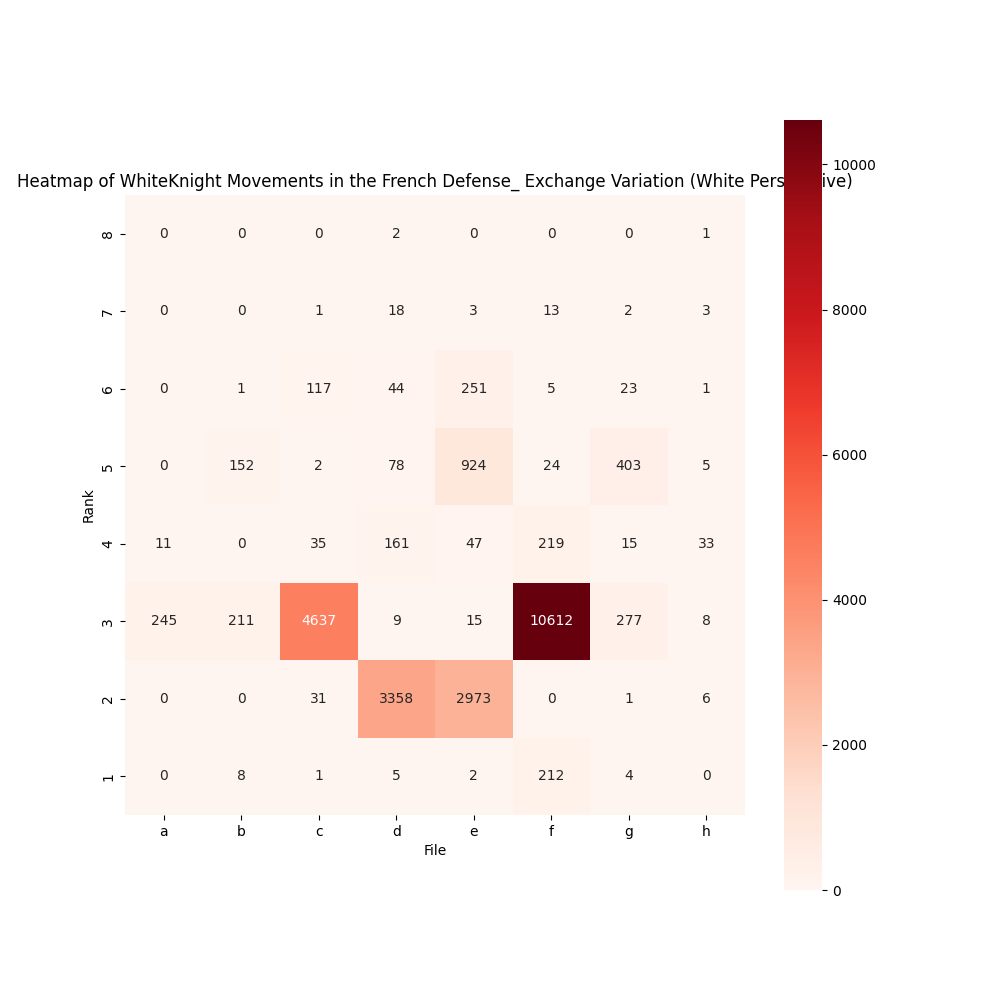 Heatmap of WhiteKnight Movements in the French Defense_ Exchange Variation (White Pers ive)
10000
8000
6000
4000
2000
0
Rank
8 0 0 0 2 0 0 0 1
7 0 0 1 18 3 13 2 3
6 0 1 117 44 251 5 23 1
5 0 152 2 78 924 24 403 5
4 11 0 35 161 47 219 15 33
3 245 211 4637 9 15 10612 277 8
2 0 0 31 3358 2973 0 1 6
1 0 8 1 5 2 212 4 0
a b c d e f g h
File